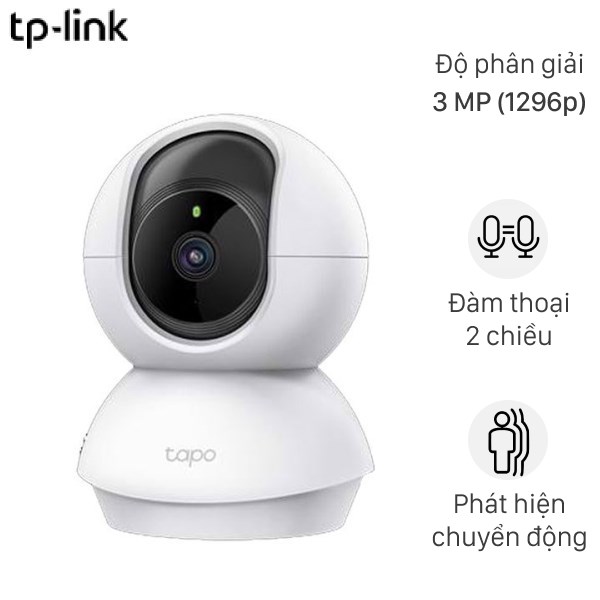 tp-link
Độ phân giải
3 MP (1296p)
Đàm thoại
2 chiều
tapo
Phát hiện
chuyển động